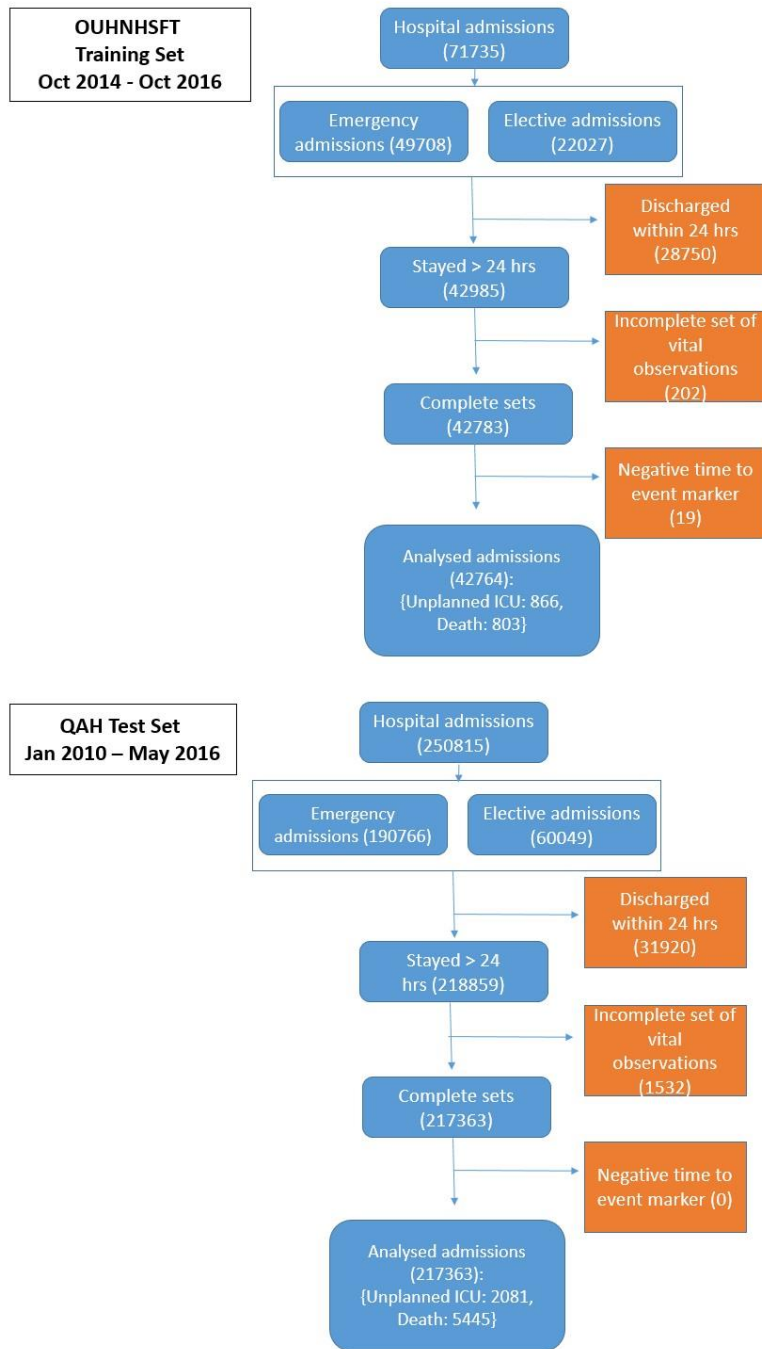 OUHNHSFT
Training Set
Oct 2014 - Oct 2016
Hospital admissions
(71735)
Emergency
admissions (49708)
Elective admissions
(22027)
Discharged
within 24 hrs
(28750)
Stayed > 24 hrs
(42985)
Incomplete set of
vital
observations
(202)
Complete sets
(42783)
Negative time to
event marker
(19)
Analysed admissions
(42764):
{Unplanned ICU: 866,
Death: 803}
QAH Test Set
Jan 2010 – May 2016
Hospital admissions
(250815)
Emergency
admissions (190766)
Elective admissions
(60049)
Discharged
within 24 hrs
(31920)
Stayed > 24
hrs (218859)
Incomplete set of
vital
observations
(1532)
Complete sets
(217363)
Negative time to
event marker (0)
Analysed admissions
(217363):
{Unplanned ICU: 2081,
Death: 5445}